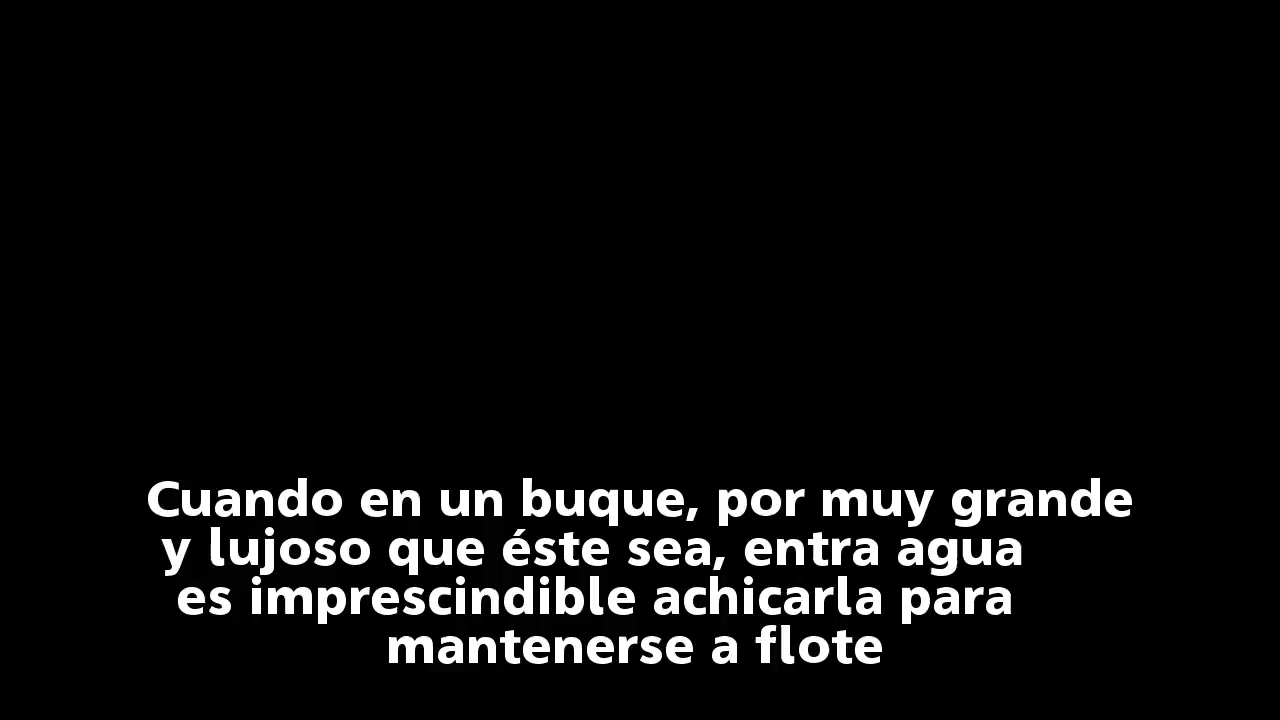 Cuando en un buque, por muy grande
y lujoso que éste sea, entra agua
es imprescindible achicarla para
mantenerse a flote